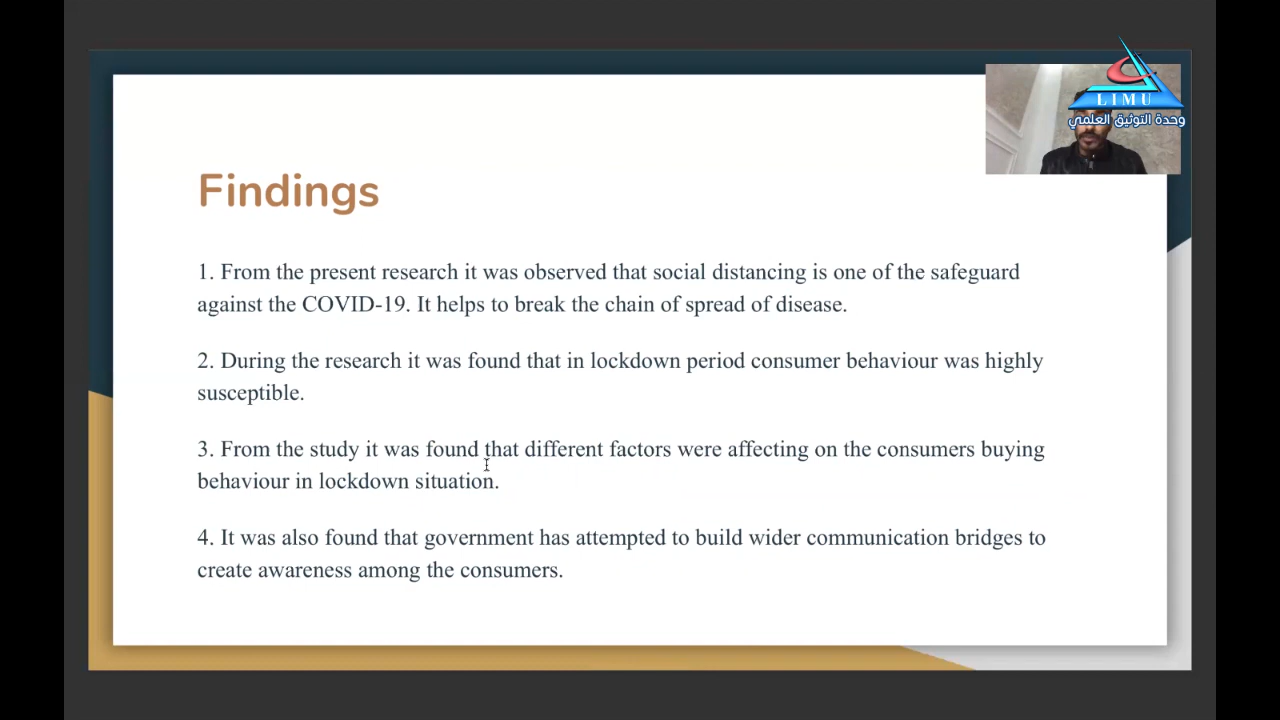 LIMU
وحدة التوثيق العلمي
Findings
1. From the present research it was observed that social distancing is one of the safeguard
against the COVID-19. It helps to break the chain of spread of disease.
2. During the research it was found that in lockdown period consumer behaviour was highly
susceptible.
3. From the study it was found that different factors were affecting on the consumers buying
behaviour in lockdown situation.
4. It was also found that government has attempted to build wider communication bridges to
create awareness among the consumers.